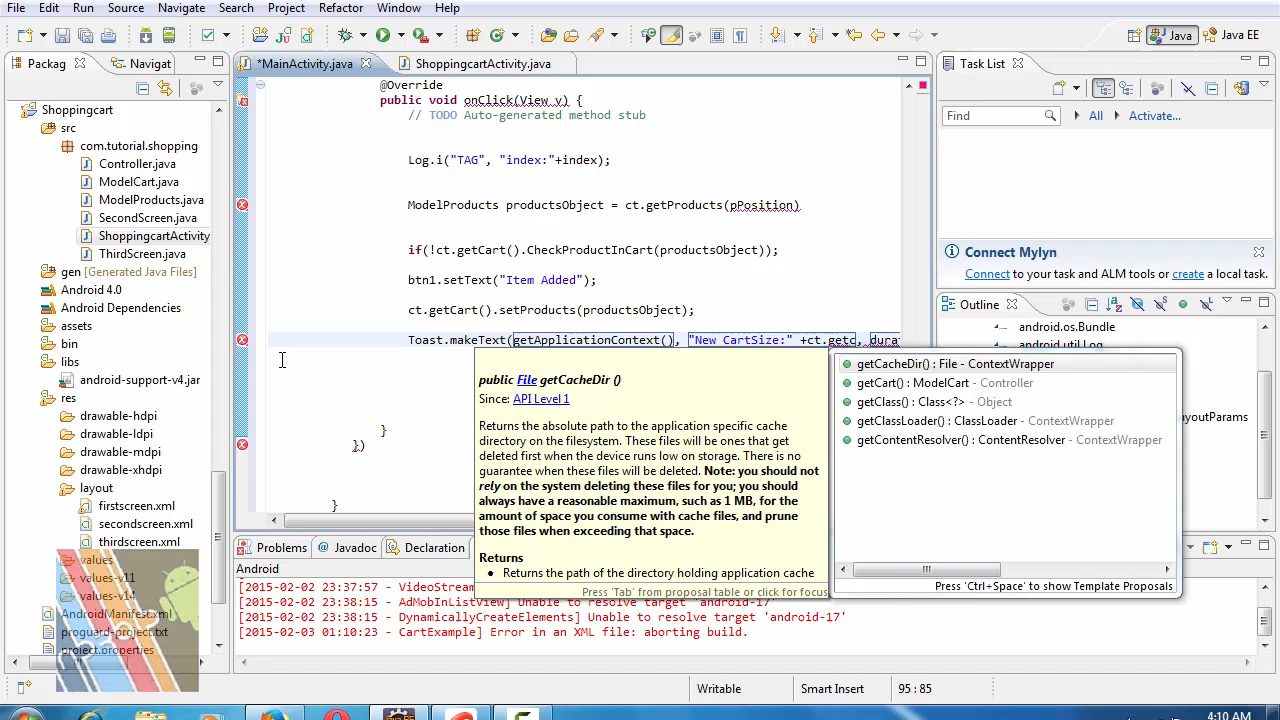 File Edit Run Source Navigate Search Project Refactor Window Help
Java Java EE
Packag Navigat
*MainActivity.java ShoppingcartActivity.java
Task List
Shoppingcart
src
com.tutorial.shopping
Controller.java
ModelCart.java
ModelProducts.java
SecondScreen.java
ShoppingcartActivity
ThirdScreen.java
gen [Generated Java Files]
Android 4.0
Android Dependencies
assets
bin
libs
android-support-v4.jar
res
drawable-hdpi
drawable-ldpi
drawable-mdpi
drawable-xhdpi
layout
firstscreen.xml
secondscreen.xml
thirdscreen.xml
values
values-v11
values-v14
AndroidManifest.xml
proguard-project.txt
project.properties
@Override
public void onClick(View v) {
// TODO Auto-generated method stub
Log.i("TAG", "index:"+index);
ModelProducts productsObject = ct.getProducts(pPosition)
if(!ct.getCart().CheckProductInCart(productsObject));
btn1.setText("Item Added");
ct.getCart().setProducts(productsObject);
Toast.makeText(getApplicationContext(), "New CartSize:" +ct.getc, dura
}
})
}
public File getCacheDir ()
Since: API Level 1
Returns the absolute path to the application specific cache
directory on the filesystem. These files will be ones that get
deleted first when the device runs low on storage. There is no
guarantee when these files will be deleted. Note: you should not
rely on the system deleting these files for you; you should
always have a reasonable maximum, such as 1 MB, for the
amount of space you consume with cache files, and prune
those files when exceeding that space.
Returns
• Returns the path of the directory holding application cache
Press 'Tab' from proposal table or click for focus
getCacheDir() : File - ContextWrapper
getCart() : ModelCart - Controller
getClass() : Class<?> - Object
getClassLoader() : ClassLoader - ContextWrapper
getContentResolver() : ContentResolver - ContextWrapper
Press 'Ctrl+Space' to show Template Proposals
Find All Activate...
Connect Mylyn
Connect to your task and ALM tools or create a local task.
Outline
android.os.Bundle
android.util.Log
ayoutParams
Problems Javadoc Declaration
Android
[2015-02-02 23:37:57 - VideoStream
[2015-02-02 23:38:15 - AdMobInListView] Unable to resolve target 'android-17'
[2015-02-02 23:38:15 - DynamicallyCreateElements] Unable to resolve target 'android-17'
[2015-02-03 01:10:23 - CartExample] Error in an XML file: aborting build.
Writable Smart Insert 95 : 85
4:10 AM